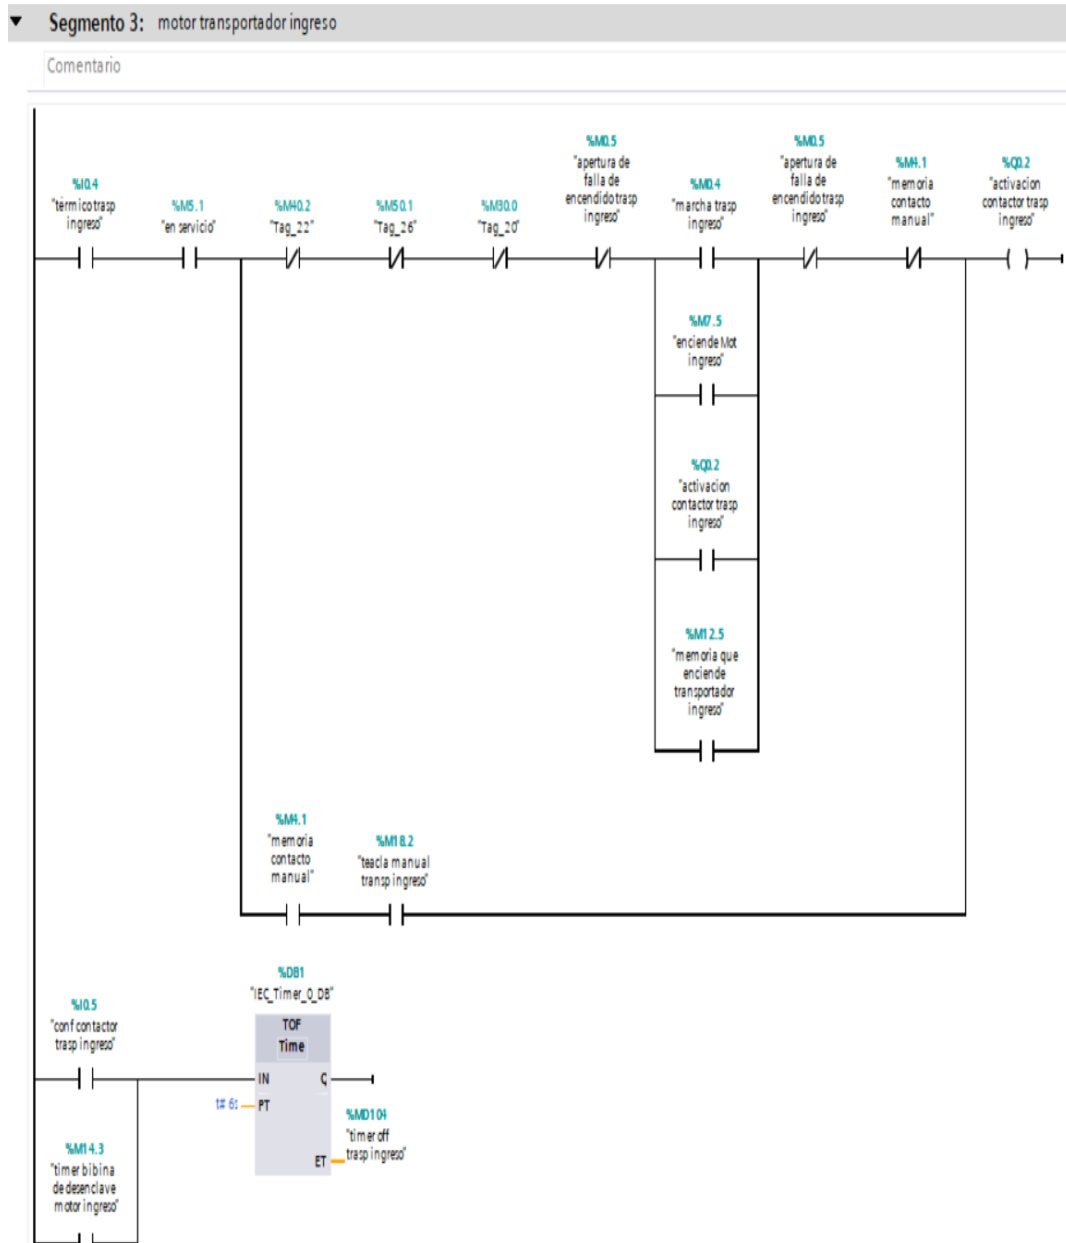 Segmento 3: motor transportador ingreso
Comentario
%I0.4
"térmico trasp
ingreso"
%M5.1
"en servicio"
%M40.2
"Tag_22"
%M50.1
"Tag_26"
%M30.0
"Tag_20"
%M0.5
"apertura de
falla de
encendido trasp
ingreso"
%M0.4
"marcha trasp
ingreso"
%M0.5
"apertura de
falla de
encendido trasp
ingreso"
%M4.1
"memoria
contacto
manual"
%Q0.2
"activacion
contactor trasp
ingreso"
%M7.5
"enciende Mot
ingreso"
%Q0.2
"activacion
contactor trasp
ingreso"
%M12.5
"memoria que
enciende
transportador
ingreso"
%M4.1
"memoria
contacto
manual"
%M18.2
"teacla manual
transp ingreso"
%I0.5
"conf contactor
trasp ingreso"
%DB1
"IEC_Timer_0_DB"
TOF
Time
IN Q
t# 6s PT
ET
%MD104
"timer off
trasp ingreso"
%M14.3
"timer bibina
de desenclave
motor ingreso"